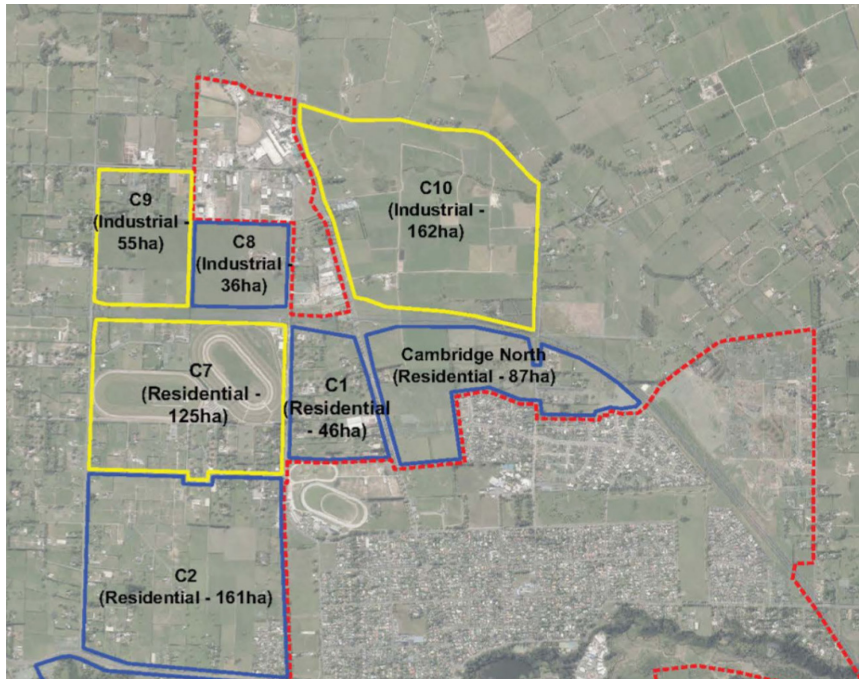 C10
(Industrial -
162ha)
C9
(Industrial -
55ha)
C8
(Industrial -
36ha)
Cambridge North
(Residential - 87ha)
C7
(Residential -
125ha)
C1
(Residential
- 46ha)
C2
(Residential - 161ha)